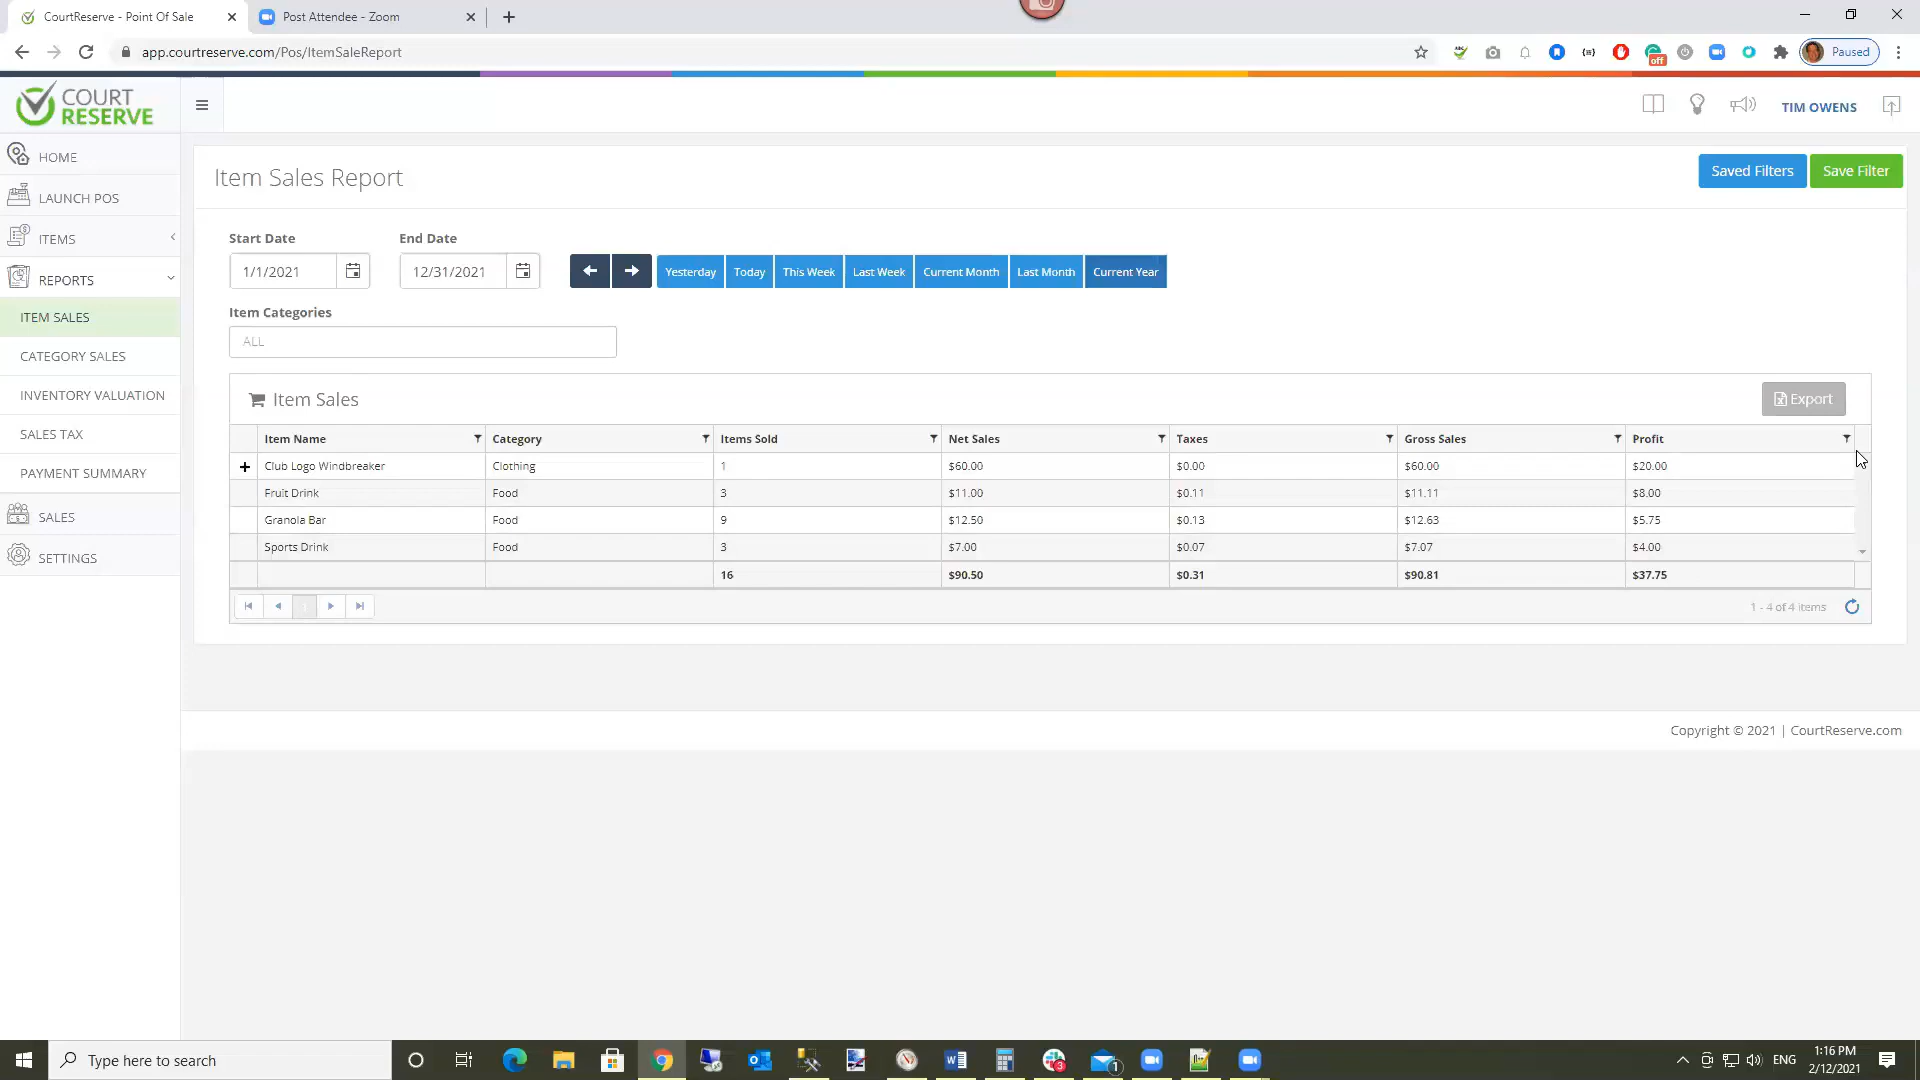 CourtReserve - Point Of Sale
Post Attendee - Zoom
app.courtreserve.com/Pos/ItemSaleReport
off
Paused
COURT
RESERVE
TIM OWENS
HOME
LAUNCH POS
ITEMS
REPORTS
ITEM SALES
CATEGORY SALES
INVENTORY VALUATION
SALES TAX
PAYMENT SUMMARY
SALES
SETTINGS
Item Sales Report
Saved Filters
Save Filter
Start Date
End Date
1/1/2021
12/31/2021
Yesterday
Today
This Week
Last Week
Current Month
Last Month
Current Year
Item Categories
ALL
Item Sales
Export
Item Name Category Items Sold Net Sales Taxes Gross Sales Profit
Club Logo Windbreaker Clothing 1 $60.00 $0.00 $60.00 $20.00
Fruit Drink Food 3 $11.00 $0.11 $11.11 $8.00
Granola Bar Food 9 $12.50 $0.13 $12.63 $5.75
Sports Drink Food 3 $7.00 $0.07 $7.07 $4.00
16 $90.50 $0.31 $90.81 $37.75
1
1 - 4 of 4 items
Copyright © 2021 | CourtReserve.com
Type here to search
3
1
ENG
1:16 PM
2/12/2021